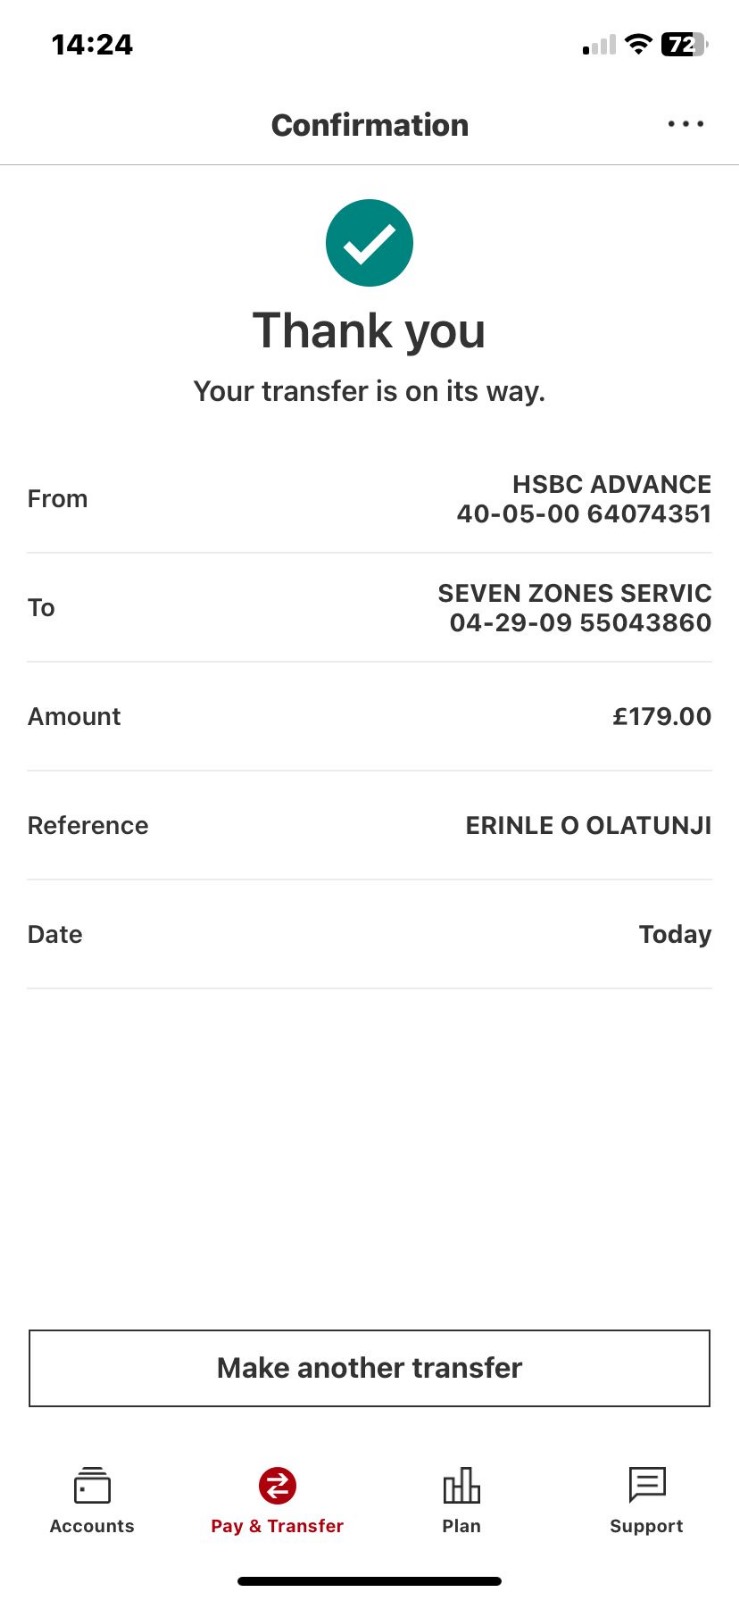 14:24
72
Confirmation
Thank you
Your transfer is on its way.
From
HSBC ADVANCE
40-05-00 64074351
To
SEVEN ZONES SERVIC
04-29-09 55043860
Amount
£179.00
Reference
ERINLE O OLATUNJI
Date
Today
Make another transfer
Accounts
Pay & Transfer
Plan
Support